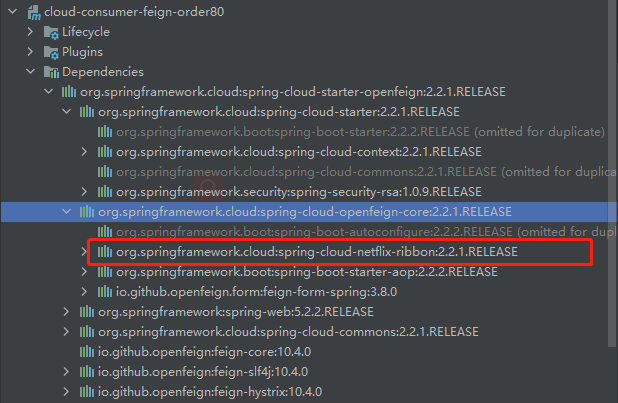 cloud-consumer-feign-order80
Lifecycle
Plugins
Dependencies
org.springframework.cloud:spring-cloud-starter-openfeign:2.2.1.RELEASE
org.springframework.cloud:spring-cloud-starter:2.2.1.RELEASE
org.springframework.boot:spring-boot-starter:2.2.2.RELEASE (omitted for duplicate)
org.springframework.cloud:spring-cloud-context:2.2.1.RELEASE
org.springframework.cloud:spring-cloud-commons:2.2.1.RELEASE (omitted for duplica
org.springframework.security:spring-security-rsa:1.0.9.RELEASE
org.springframework.cloud:spring-cloud-openfeign-core:2.2.1.RELEASE
org.springframework.boot:spring-boot-autoconfigure:2.2.2.RELEASE (omitted for dup
org.springframework.cloud:spring-cloud-netflix-ribbon:2.2.1.RELEASE
org.springframework.boot:spring-boot-starter-aop:2.2.2.RELEASE
io.github.openfeign.form:feign-form-spring:3.8.0
org.springframework:spring-web:5.2.2.RELEASE
org.springframework.cloud:spring-cloud-commons:2.2.1.RELEASE
io.github.openfeign:feign-core:10.4.0
io.github.openfeign:feign-slf4j:10.4.0
io.github.openfeign:feign-hystrix:10.4.0